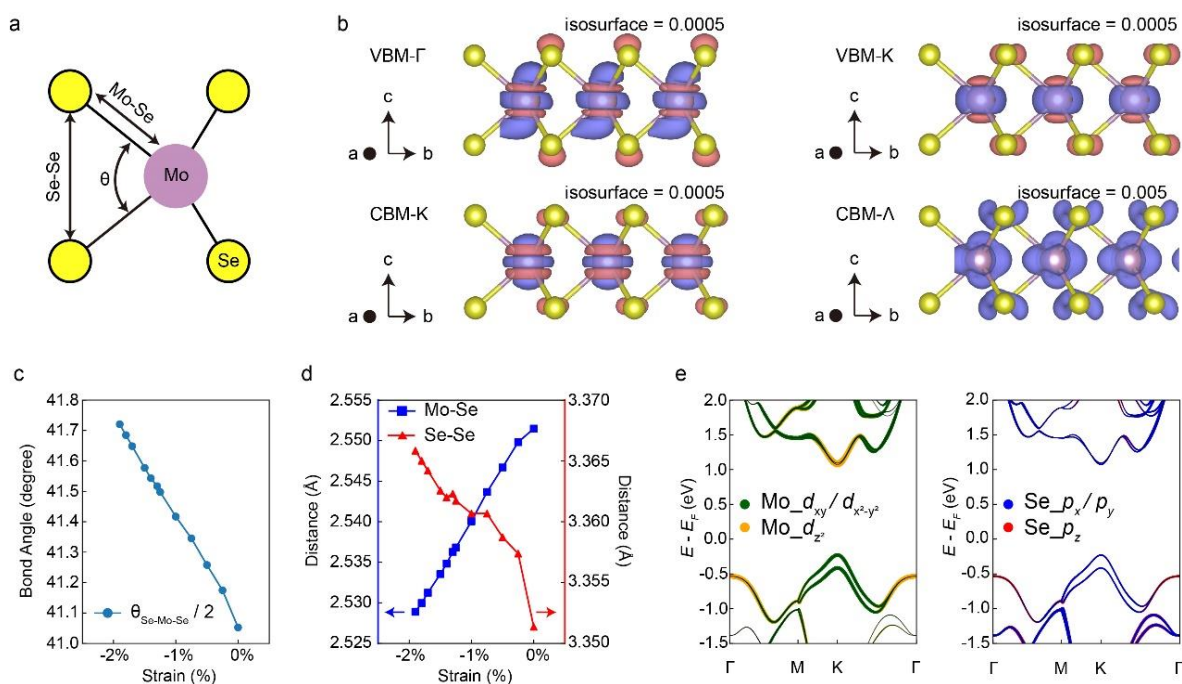 a
Mo-Se
Se-Se
θ
Mo
Se
b
isosurface = 0.0005
VBM-Γ
c
a
b
isosurface = 0.0005
VBM-K
c
a
b
isosurface = 0.0005
CBM-K
c
a
b
isosurface = 0.005
CBM-Λ
c
a
b
c
Bond Angle (degree)
41.8
41.7
41.6
41.5
41.4
41.3
41.2
41.1
41.0
θSe-Mo-Se / 2
-2% -1% 0%
Strain (%)
d
Distance (Å)
2.555
2.550
2.545
2.540
2.535
2.530
2.525
Mo-Se
Se-Se
3.370
3.365
3.360
3.355
3.350
Distance (Å)
-2% -1% 0%
Strain (%)
e
E - EF (eV)
2.0
1.5
1.0
0.5
0.0
-0.5
-1.0
-1.5
Mo_dxy / dx²-y²
Mo_dz²
Γ M K Γ
E - EF (eV)
2.0
1.5
1.0
0.5
0.0
-0.5
-1.0
-1.5
Se_px / py
Se_pz
Γ M K Γ